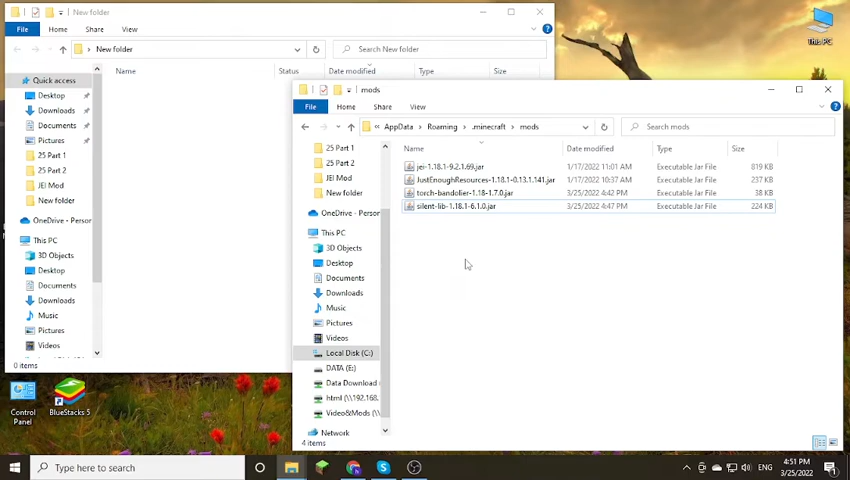 New folder
File Home Share View
New folder
Search New folder
Name Status Date modified Type Size
Quick access
Desktop
Downloads
Documents
Pictures
25 Part 1
25 Part 2
JEI Mod
New folder
OneDrive - Person
This PC
3D Objects
Desktop
Documents
Downloads
Music
Pictures
Videos
0 items
mods
File Home Share View
« AppData › Roaming › .minecraft › mods
Search mods
Name Date modified Type Size
jei-1.18.1-9.2.1.69.jar 1/17/2022 11:01 AM Executable Jar File 819 KB
JustEnoughResources-1.18.1-0.13.1.141.jar 1/17/2022 10:37 AM Executable Jar File 237 KB
torch-bandolier-1.18-1.7.0.jar 3/25/2022 4:42 PM Executable Jar File 38 KB
silent-lib-1.18.1-6.1.0.jar 3/25/2022 4:47 PM Executable Jar File 224 KB
25 Part 1
25 Part 2
JEI Mod
New folder
OneDrive - Person
This PC
3D Objects
Desktop
Documents
Downloads
Music
Pictures
Videos
Local Disk (C:)
DATA (E:)
Data Download
html (\\192.168.
Video&Mods (\\
Network
4 items
This PC
Control
Panel
BlueStacks 5
Type here to search
ENG
4:51 PM
3/25/2022